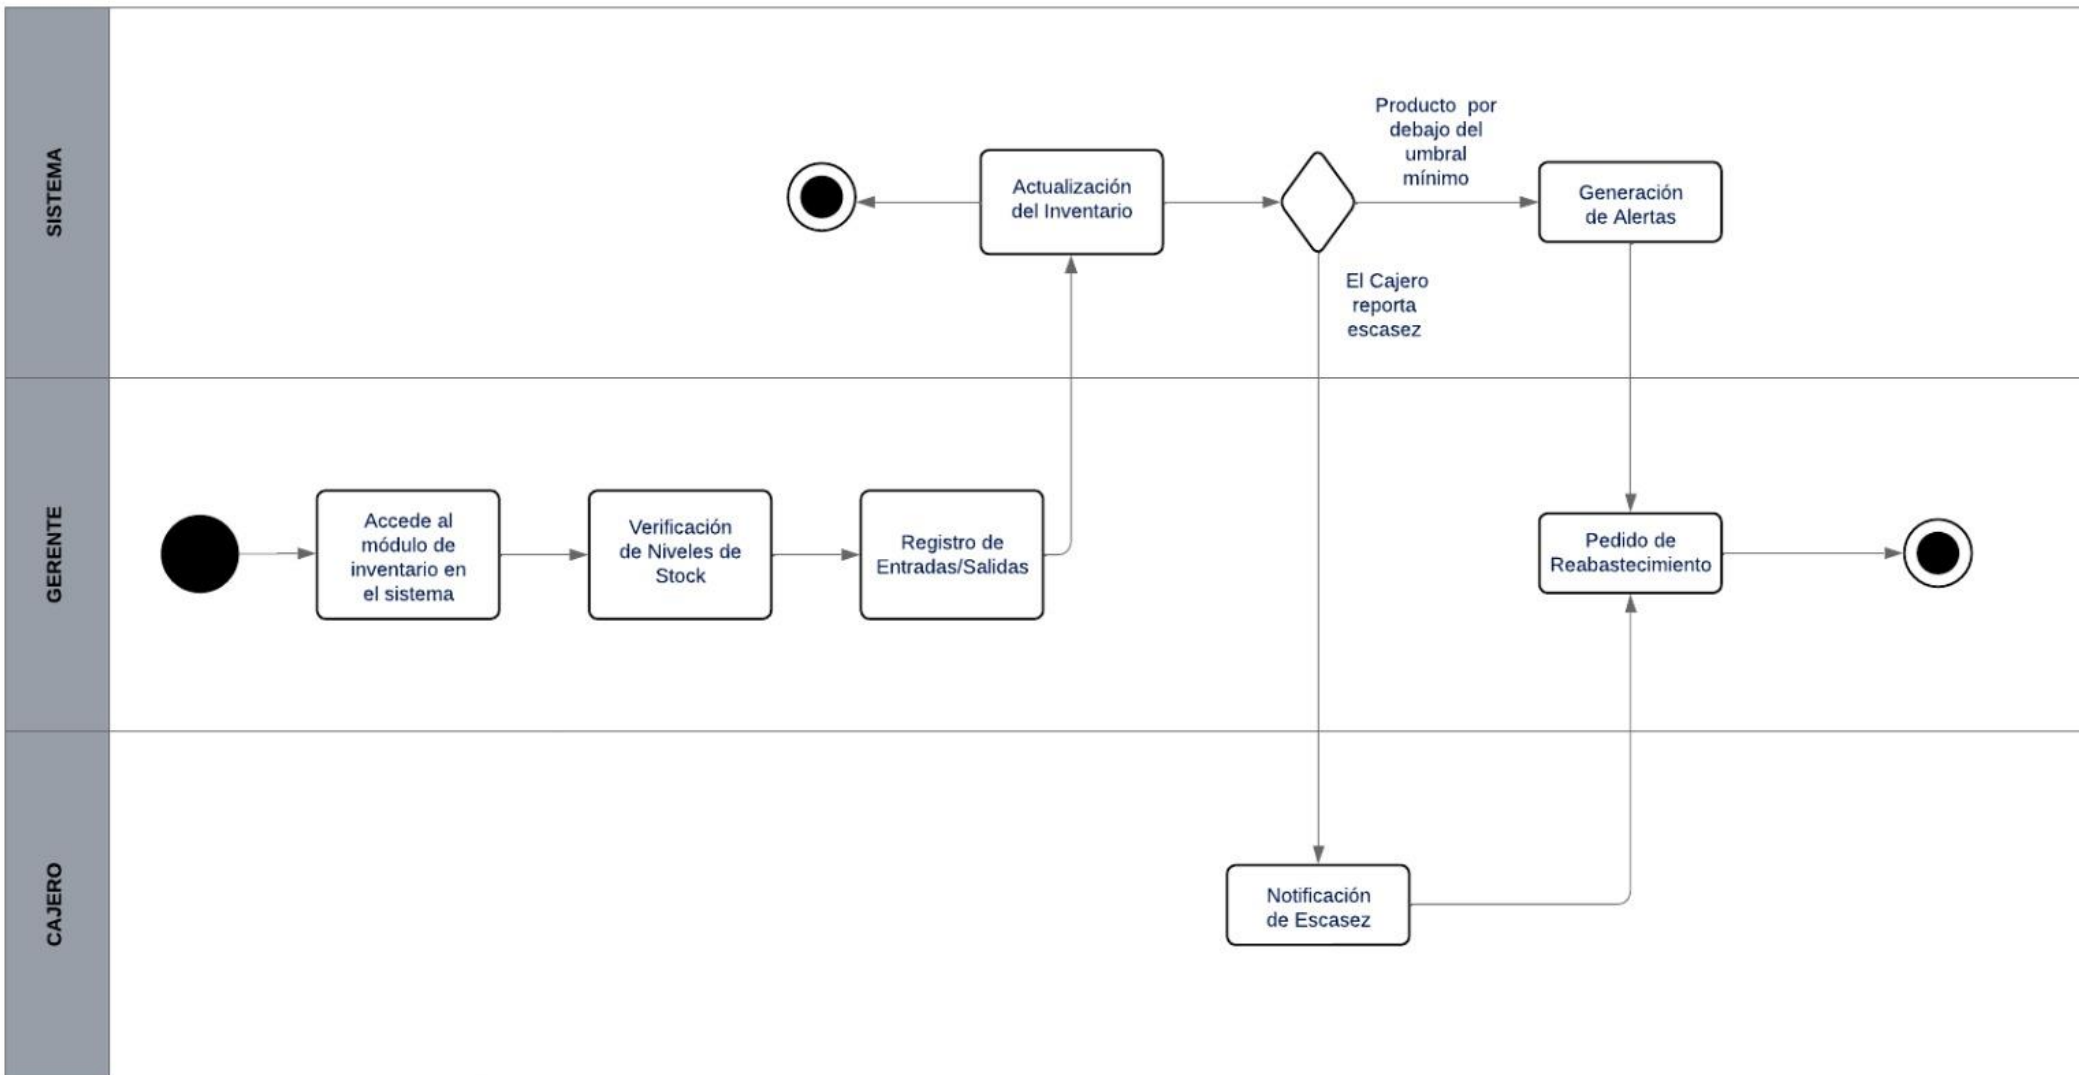 SISTEMA
Actualización
del Inventario
Producto por
debajo del
umbral
mínimo
Generación
de Alertas
El Cajero
reporta
escasez
GERENTE
Accede al
módulo de
inventario en
el sistema
Verificación
de Niveles de
Stock
Registro de
Entradas/Salidas
Pedido de
Reabastecimiento
CAJERO
Notificación
de Escasez